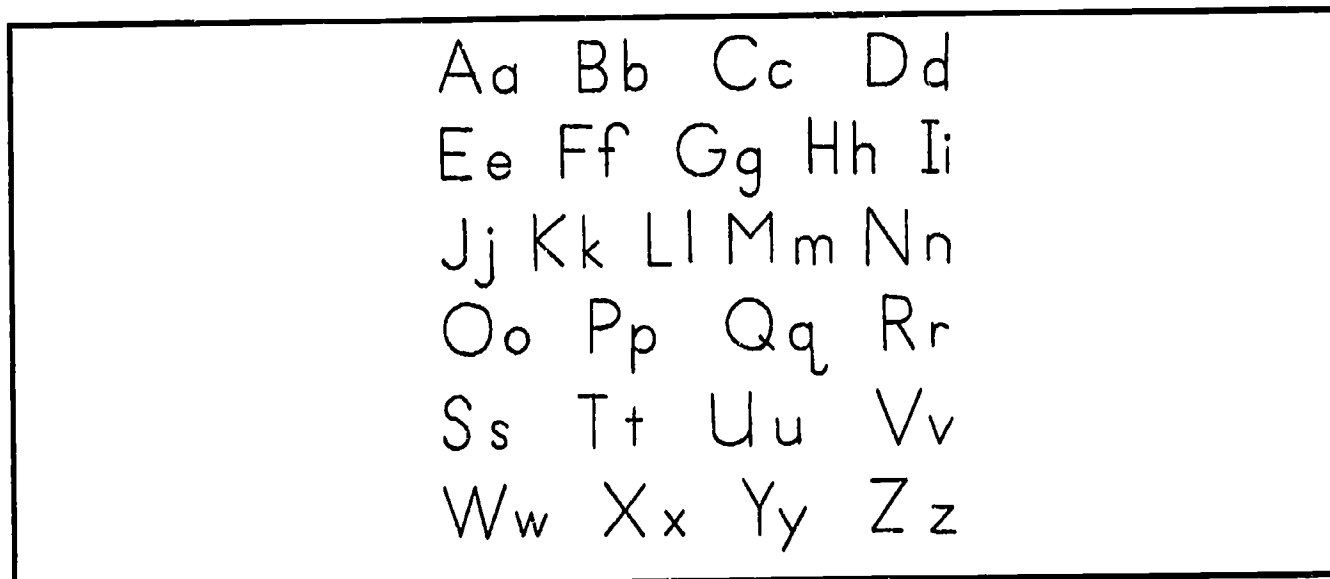 Aa Bb Cc Dd
Ee Ff Gg Hh Ii
Jj Kk Ll Mm Nn
Oo Pp Qq Rr
Ss Tt Uu Vv
Ww Xx Yy Zz